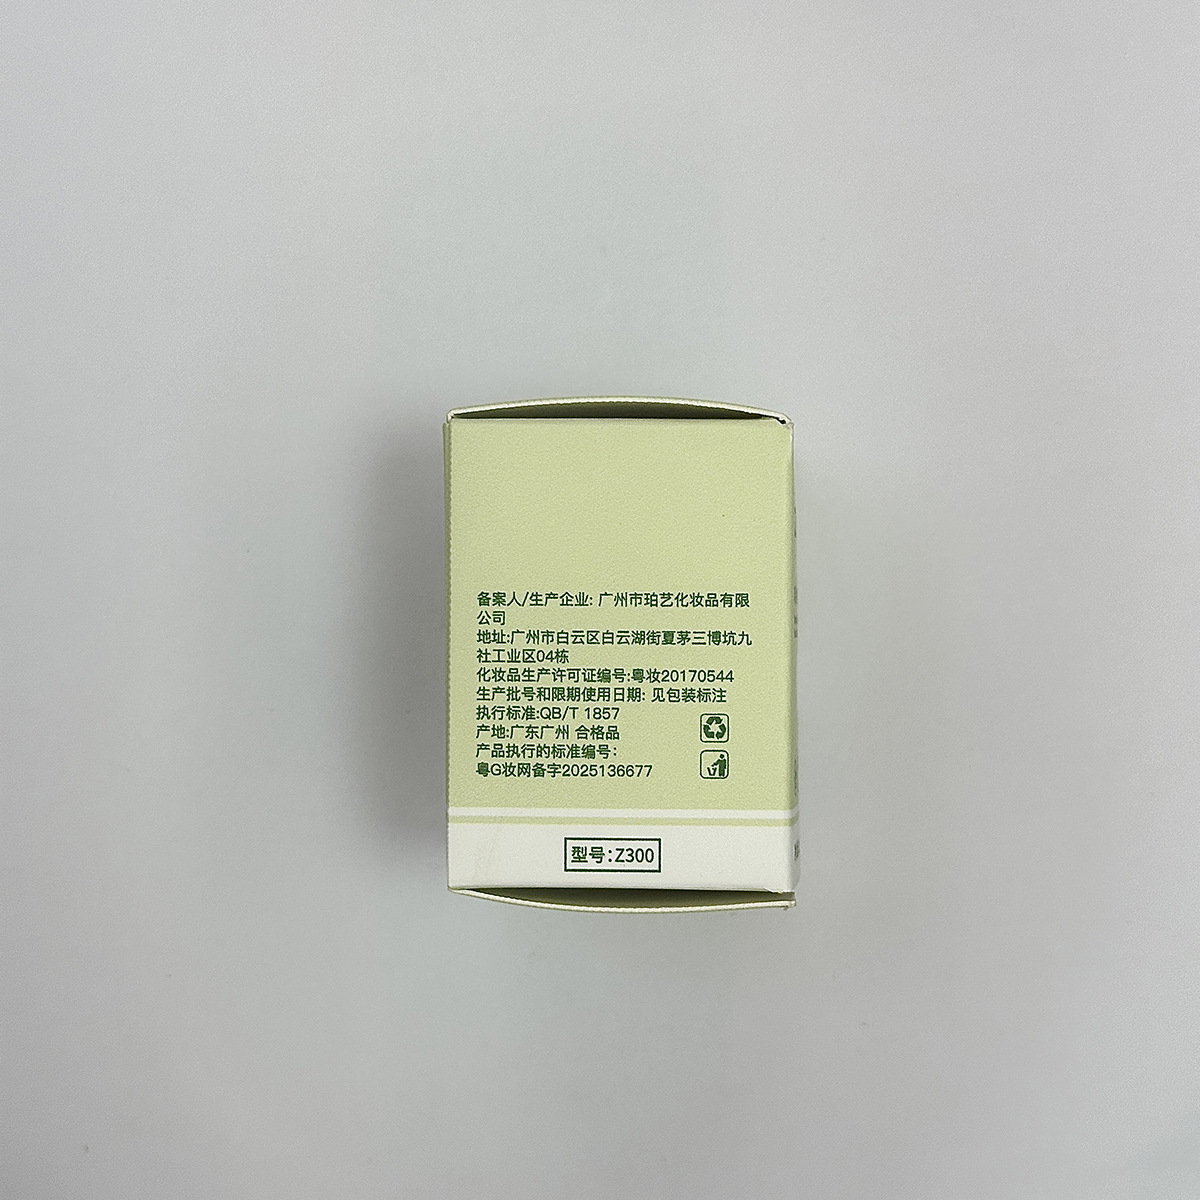 备案人/生产企业: 广州市珀艺化妆品有限
公司
地址:广州市白云区白云湖街夏茅三博坑九
社工业区04栋
化妆品生产许可证编号:粤妆20170544
生产批号和限期使用日期: 见包装标注
执行标准:QB/T 1857
产地:广东广州 合格品
产品执行的标准编号:
粤G妆网备字2025136677
型号:Z300